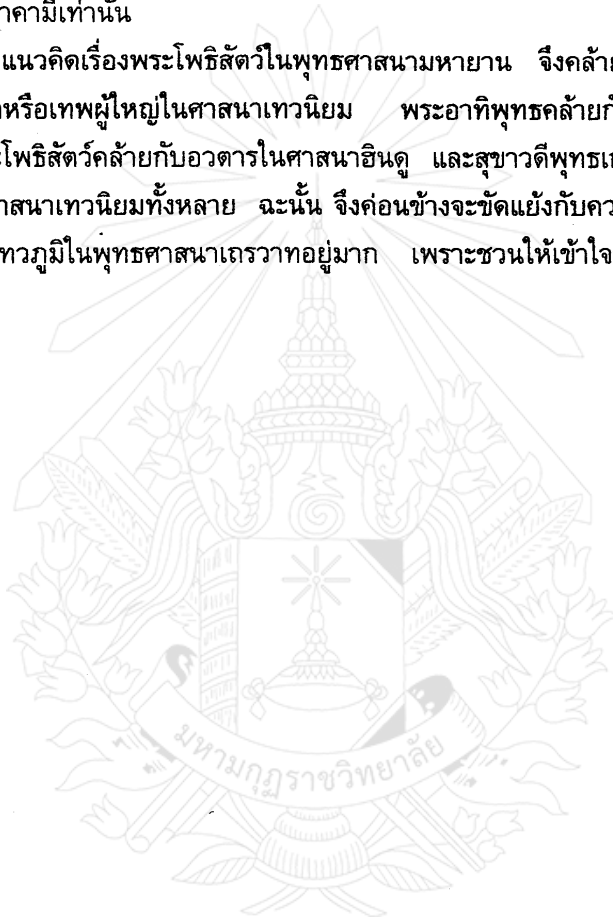 าคามีเท่านั้น
แนวคิดเรื่องพระโพธิสัตว์ในพุทธศาสนามหายาน จึงคล้าย
หรือเทพผู้ใหญ่ในศาสนาเทวนิยม พระอาทิพุทธคล้ายกั
ะโพธิสัตว์คล้ายกับอวตารในศาสนาฮินดู และสุขาวดีพุทธเก
าสนาเทวนิยมทั้งหลาย ฉะนั้น จึงค่อนข้างจะขัดแย้งกับคว
ทวภูมิในพุทธศาสนาเถรวาทอยู่มาก เพราะชวนให้เข้าใจ
มหามกุฏราชวิทยาลัย